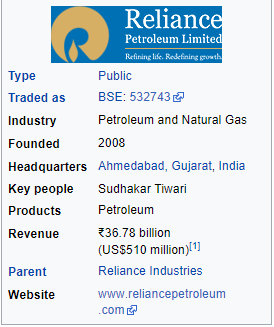 Reliance
Petroleum Limited
Refining life. Redefining growth.
Type Public
Traded as BSE: 532743
Industry Petroleum and Natural Gas
Founded 2008
Headquarters Ahmedabad, Gujarat, India
Key people Sudhakar Tiwari
Products Petroleum
Revenue ₹36.78 billion
(US$510 million)[1]
Parent Reliance Industries
Website www.reliancepetroleum
.com